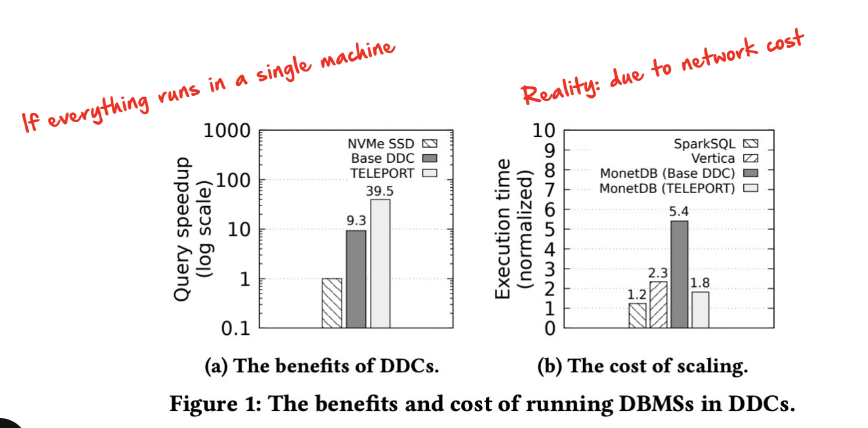 If everything runs in a single machine
Reality: due to network cost
1000
100
10
1
0.1
Query speedup
(log scale)
NVMe SSD
Base DDC
TELEPORT
9.3
39.5
(a) The benefits of DDCs.
10
9
8
7
6
5
4
3
2
1
0
Execution time
(normalized)
SparkSQL
Vertica
MonetDB (Base DDC)
MonetDB (TELEPORT)
1.2
2.3
5.4
1.8
(b) The cost of scaling.
Figure 1: The benefits and cost of running DBMSs in DDCs.